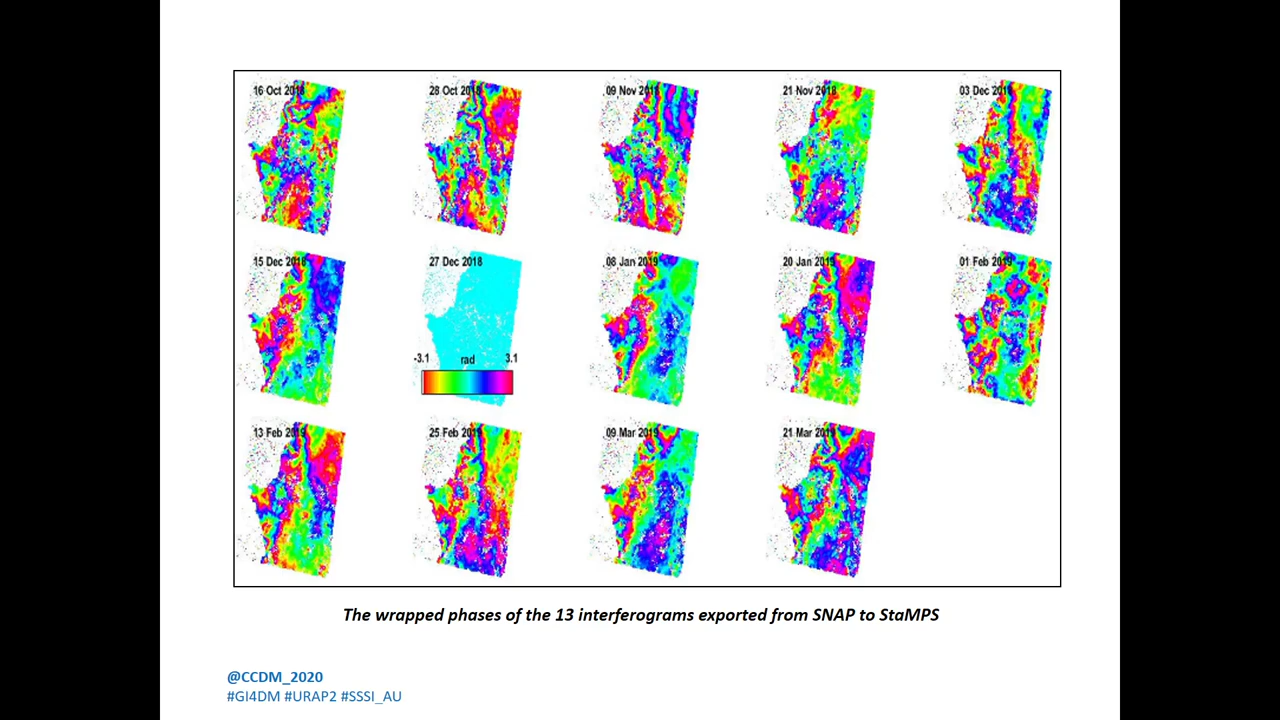 16 Oct 2018 28 Oct 2018 09 Nov 2018 21 Nov 2018 03 Dec 2018
15 Dec 2018 27 Dec 2018 08 Jan 2019 20 Jan 2019 01 Feb 2019
-3.1 rad 3.1
13 Feb 2019 25 Feb 2019 09 Mar 2019 21 Mar 2019
The wrapped phases of the 13 interferograms exported from SNAP to StaMPS
@CCDM_2020
#GI4DM #URAP2 #SSSI_AU